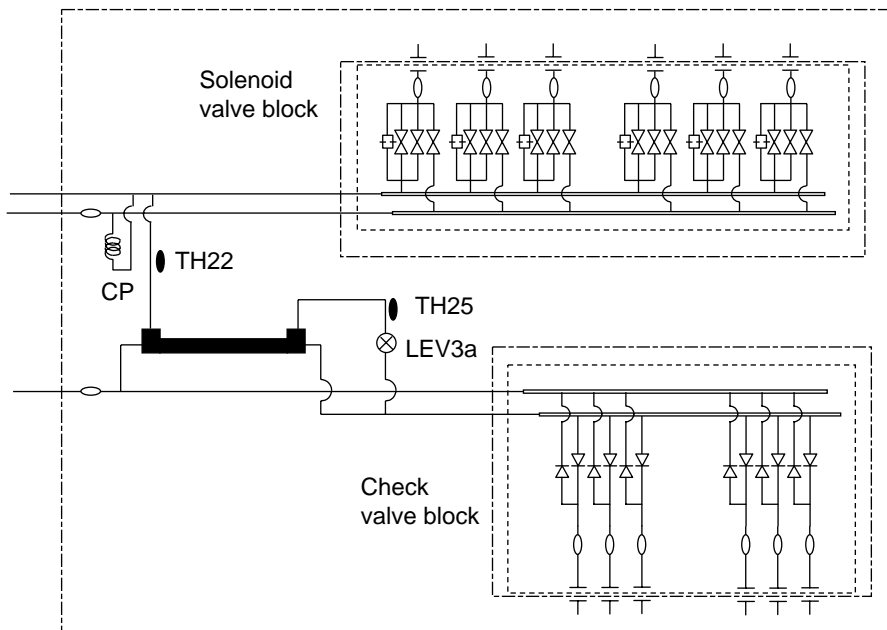 Solenoid
valve block
TH22
CP
TH25
LEV3a
Check
valve block